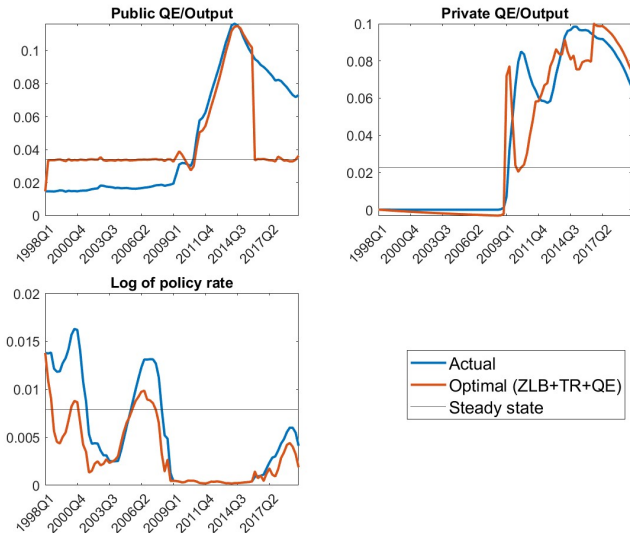 Public QE/Output
0.1
0.08
0.06
0.04
0.02
0
1998Q1
2000Q4
2003Q3
2006Q2
2009Q1
2011Q4
2014Q3
2017Q2
Private QE/Output
0.1
0.08
0.06
0.04
0.02
0
1998Q1
2000Q4
2003Q3
2006Q2
2009Q1
2011Q4
2014Q3
2017Q2
Log of policy rate
0.02
0.015
0.01
0.005
0
1998Q1
2000Q4
2003Q3
2006Q2
2009Q1
2011Q4
2014Q3
2017Q2
Actual
Optimal (ZLB+TR+QE)
Steady state